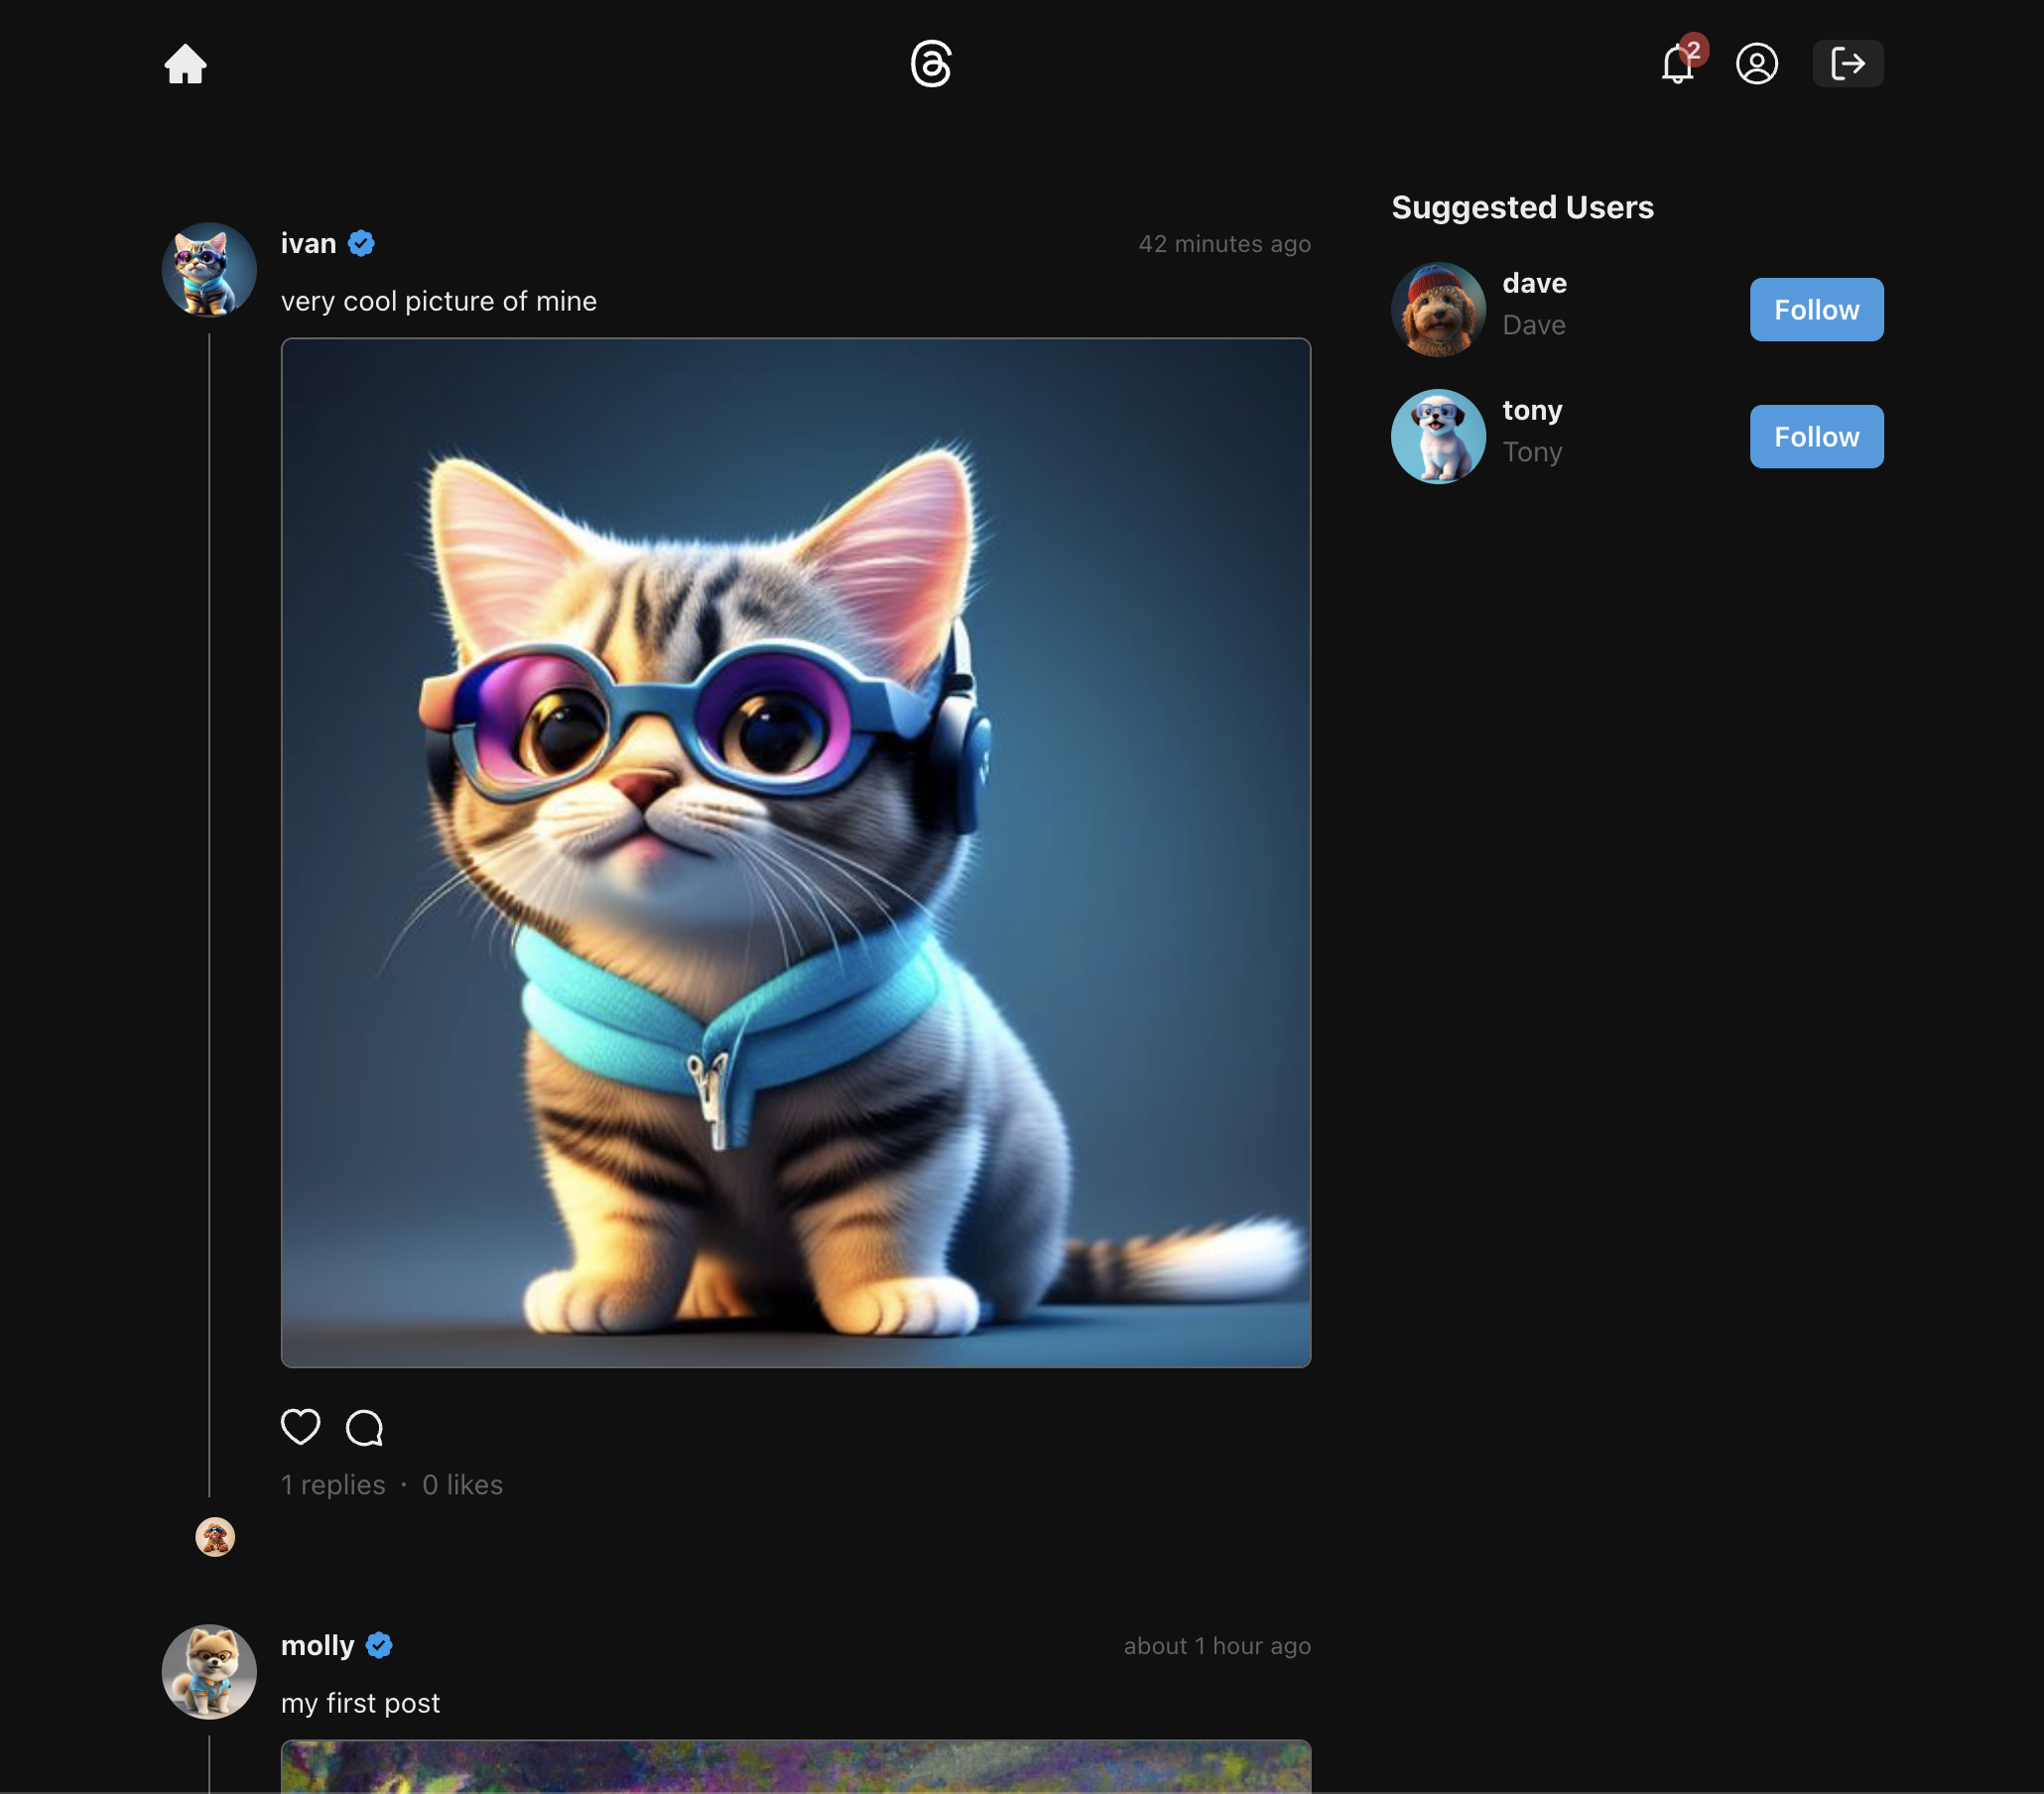 2
ivan
42 minutes ago
very cool picture of mine
1 replies · 0 likes
molly
about 1 hour ago
my first post
Suggested Users
dave
Dave
Follow
tony
Tony
Follow